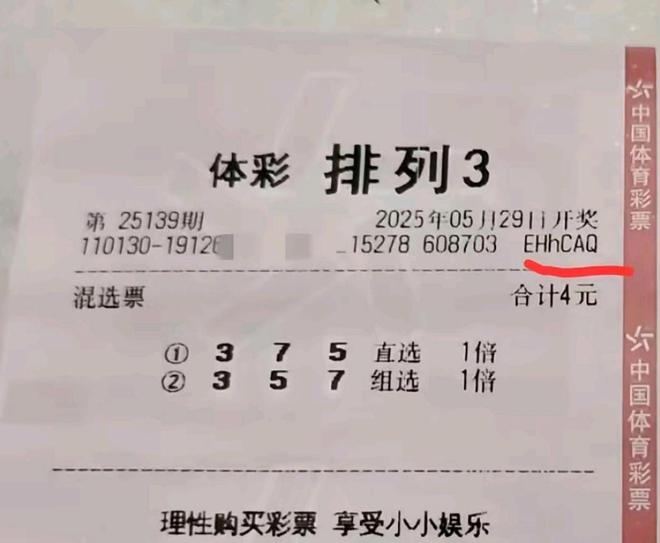 体彩 排列3
第 25139期 2025年05月29日开奖
110130-19128 15278 608703 EHhCAQ
混选票 合计4元
① 3 7 5 直选 1倍
② 3 5 7 组选 1倍
理性购买彩票 享受小小娱乐
中国体育彩票
中国体育彩票